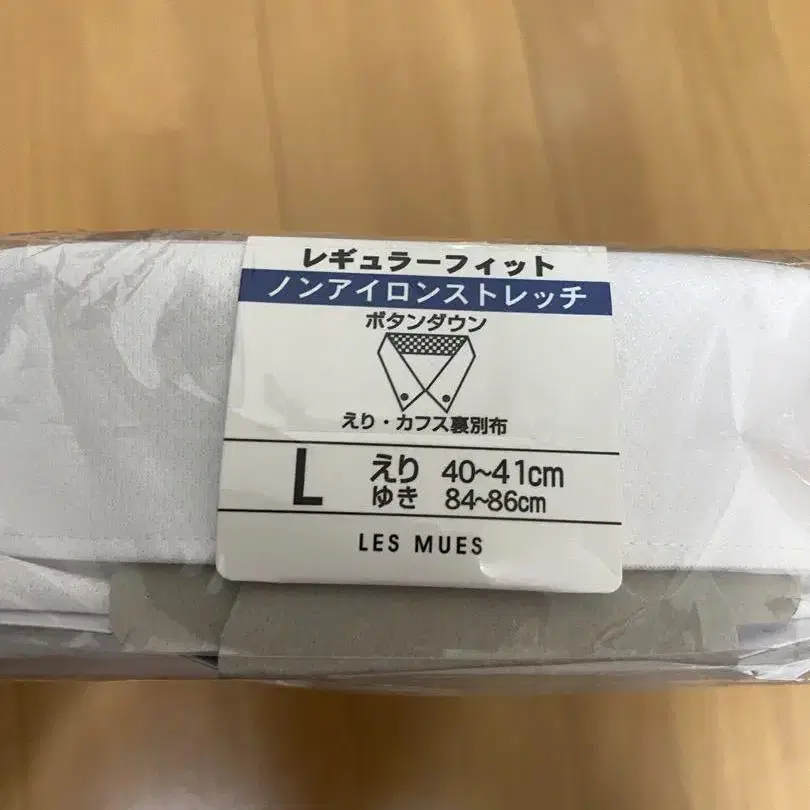 レギュラーフィット
ノンアイロンストレッチ
ボタンダウン
えり・カフス裏別布
L えり 40~41cm
ゆき 84~86cm
LES MUES